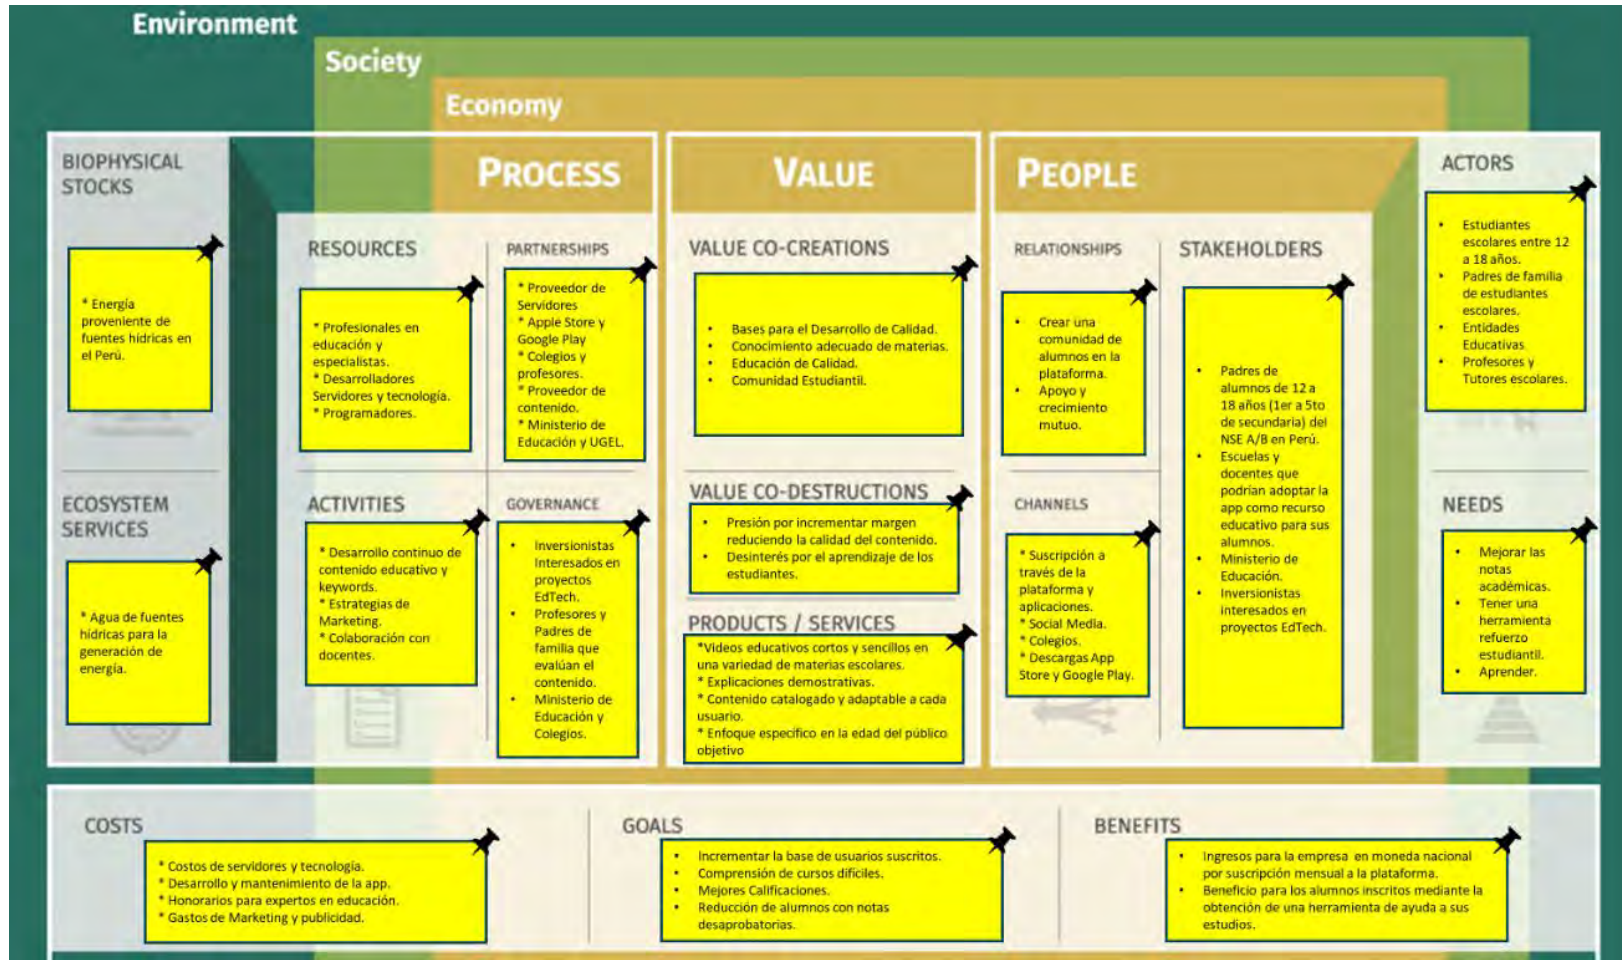 Environment
Society
Economy
BIOPHYSICAL
STOCKS
* Energía
proveniente de
fuentes hídricas en
el Perú.
ECOSYSTEM
SERVICES
* Agua de fuentes
hídricas para la
generación de
energía.
PROCESS
RESOURCES
* Profesionales en
educación y
especialistas.
* Desarrolladores
Servidores y tecnología.
* Programadores.
PARTNERSHIPS
* Proveedor de
Servidores
* Apple Store y
Google Play
* Colegios y
profesores.
* Proveedor de
contenido.
* Ministerio de
Educación y UGEL.
ACTIVITIES
* Desarrollo continuo de
contenido educativo y
keywords.
* Estrategias de
Marketing.
* Colaboración con
docentes.
GOVERNANCE
• Inversionistas
Interesados en
proyectos
EdTech.
• Profesores y
Padres de
familia que
evalúan el
contenido.
• Ministerio de
Educación y
Colegios.
VALUE
VALUE CO-CREATIONS
• Bases para el Desarrollo de Calidad.
• Conocimiento adecuado de materias.
• Educación de Calidad.
• Comunidad Estudiantil.
VALUE CO-DESTRUCTIONS
• Presión por incrementar margen
reduciendo la calidad del contenido.
• Desinterés por el aprendizaje de los
estudiantes.
PRODUCTS / SERVICES
*Videos educativos cortos y sencillos en
una variedad de materias escolares.
* Explicaciones demostrativas.
* Contenido catalogado y adaptable a cada
usuario.
* Enfoque específico en la edad del público
objetivo
PEOPLE
RELATIONSHIPS
• Crear una
comunidad de
alumnos en la
plataforma.
• Apoyo y
crecimiento
mutuo.
CHANNELS
* Suscripción a
través de la
plataforma y
aplicaciones.
* Social Media.
* Colegios.
* Descargas App
Store y Google Play.
STAKEHOLDERS
• Padres de
alumnos de 12 a
18 años (1er a 5to
de secundaria) del
NSE A/B en Perú.
• Escuelas y
docentes que
podrían adoptar la
app como recurso
educativo para sus
alumnos.
• Ministerio de
Educación.
• Inversionistas
interesados en
proyectos EdTech.
ACTORS
• Estudiantes
escolares entre 12
a 18 años.
• Padres de familia
de estudiantes
escolares.
• Entidades
Educativas
• Profesores y
Tutores escolares.
NEEDS
• Mejorar las
notas
académicas.
• Tener una
herramienta
refuerzo
estudiantil.
• Aprender.
COSTS
* Costos de servidores y tecnología.
* Desarrollo y mantenimiento de la app.
* Honorarios para expertos en educación.
* Gastos de Marketing y publicidad.
GOALS
• Incrementar la base de usuarios suscritos.
• Comprensión de cursos difíciles.
• Mejores Calificaciones.
• Reducción de alumnos con notas
desaprobatorias.
BENEFITS
• Ingresos para la empresa en moneda nacional
por suscripción mensual a la plataforma.
• Beneficio para los alumnos inscritos mediante la
obtención de una herramienta de ayuda a sus
estudios.